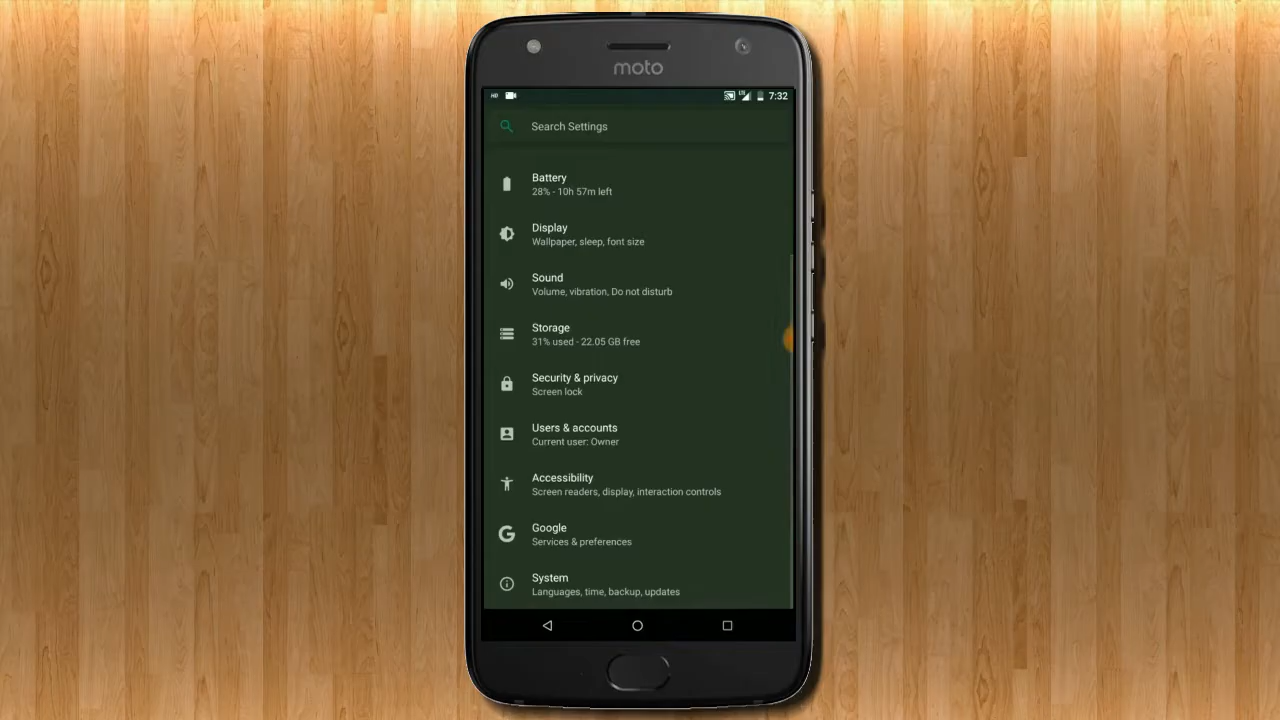 moto
HD
LTE
7:32
Search Settings
Battery
28% - 10h 57m left
Display
Wallpaper, sleep, font size
Sound
Volume, vibration, Do not disturb
Storage
31% used - 22.05 GB free
Security & privacy
Screen lock
Users & accounts
Current user: Owner
Accessibility
Screen readers, display, interaction controls
Google
Services & preferences
System
Languages, time, backup, updates